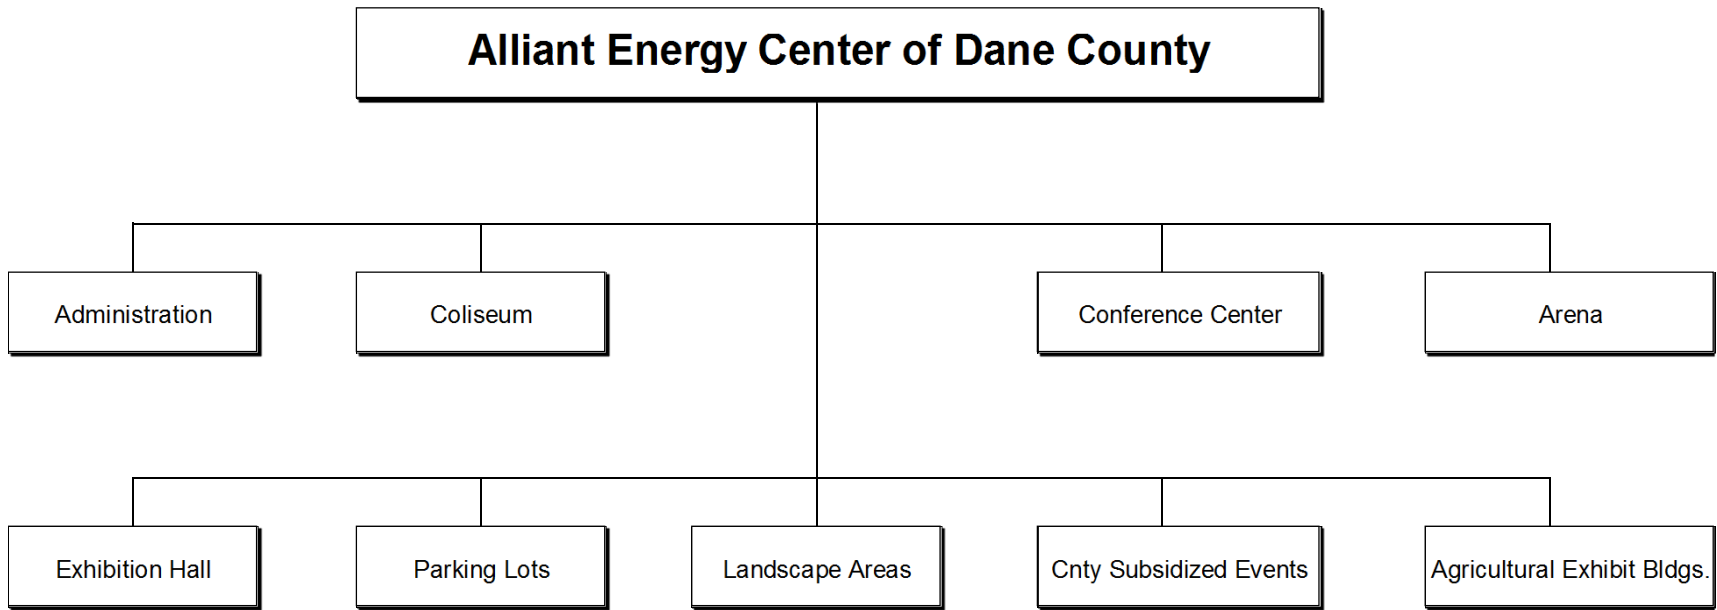 Alliant Energy Center of Dane County
Administration
Coliseum
Conference Center
Arena
Exhibition Hall
Parking Lots
Landscape Areas
Cnty Subsidized Events
Agricultural Exhibit Bldgs.